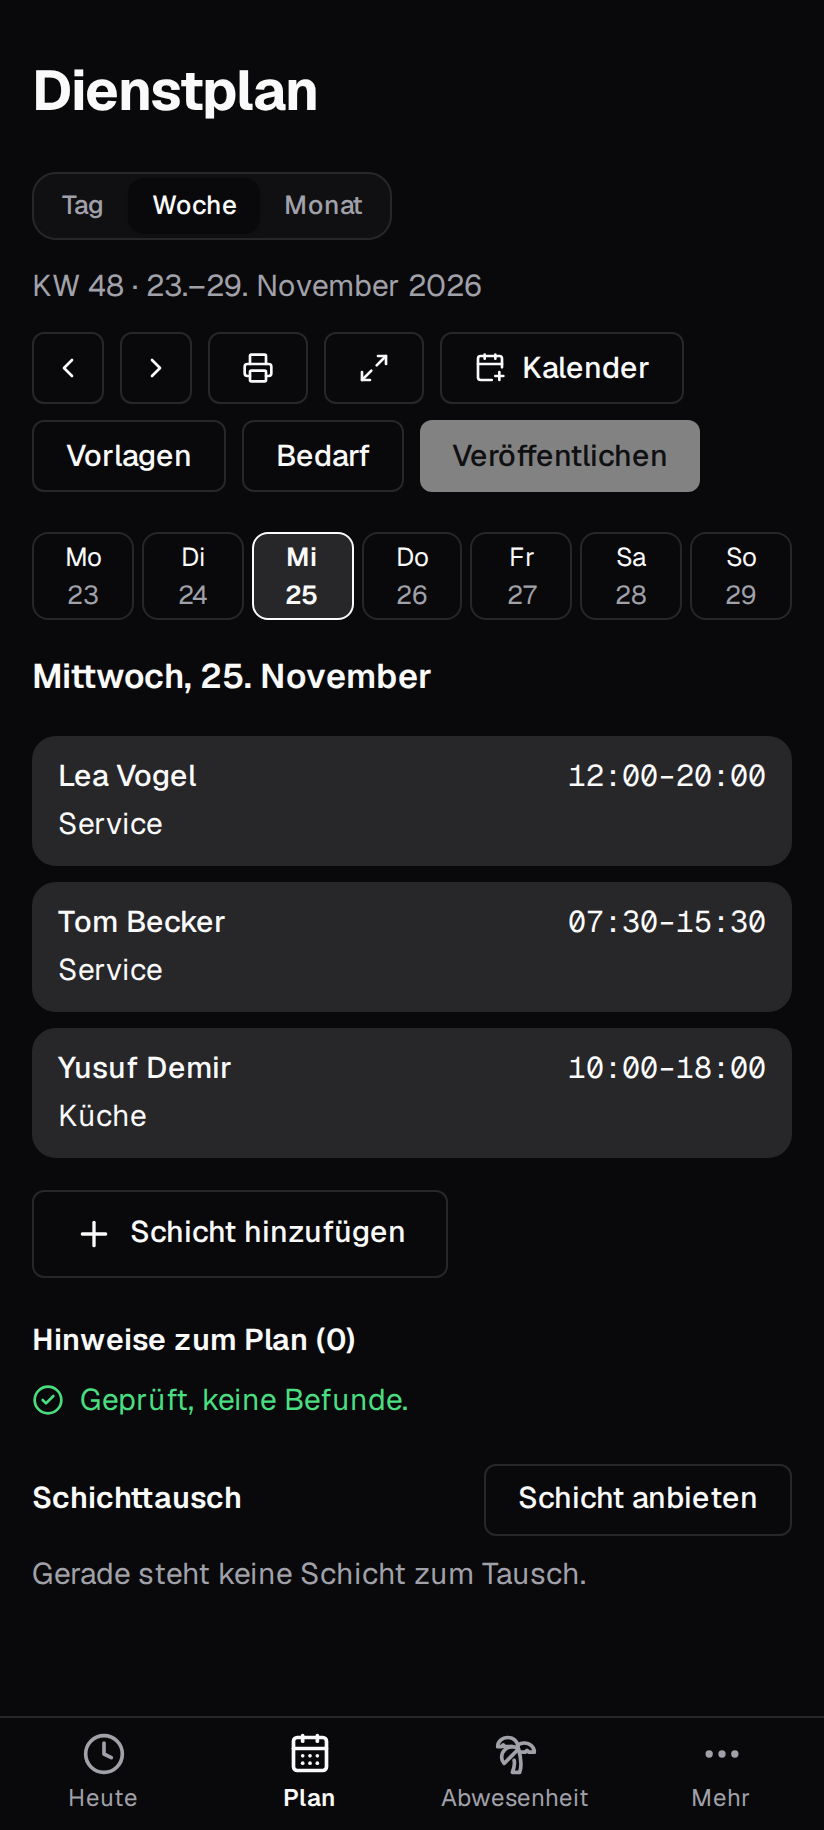 Dienstplan
Tag Woche Monat
KW 48 · 23.–29. November 2026
Kalender
Vorlagen Bedarf Veröffentlichen
Mo Di Mi Do Fr Sa So
23 24 25 26 27 28 29
Mittwoch, 25. November
Lea Vogel 12:00–20:00
Service
Tom Becker 07:30–15:30
Service
Yusuf Demir 10:00–18:00
Küche
Schicht hinzufügen
Hinweise zum Plan (0)
Geprüft, keine Befunde.
Schichttausch Schicht anbieten
Gerade steht keine Schicht zum Tausch.
Heute Plan Abwesenheit Mehr